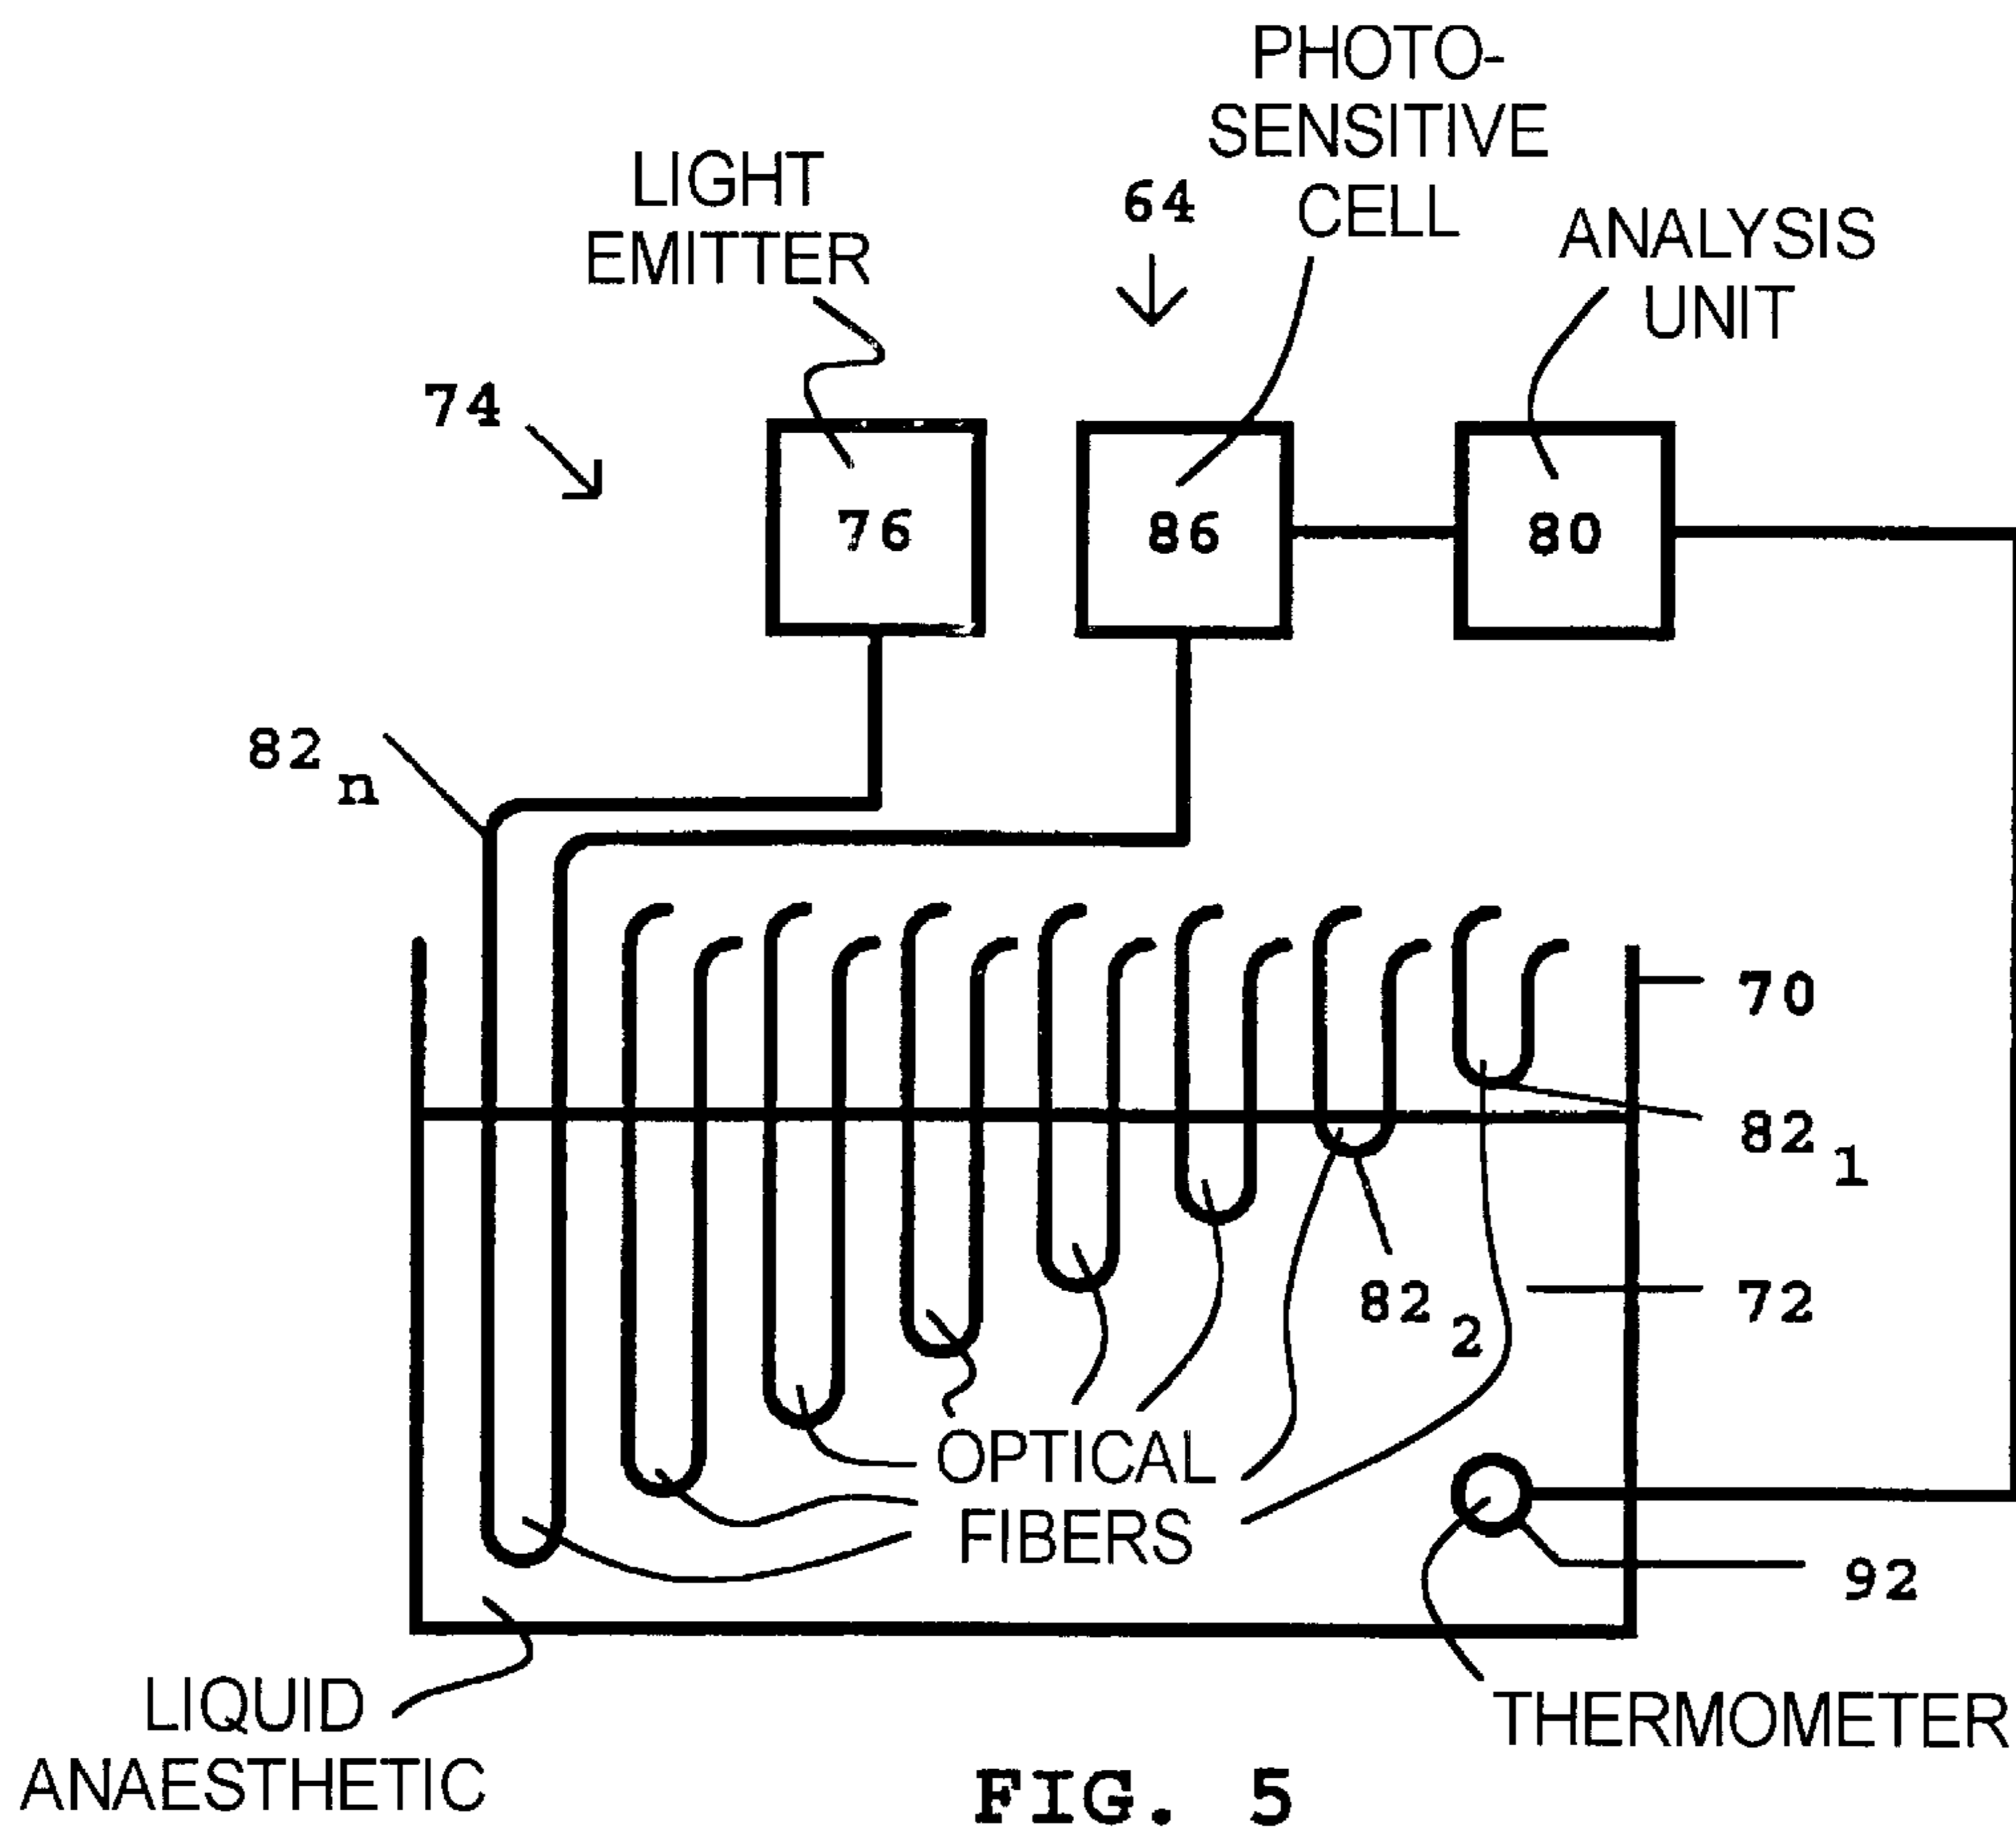 PHOTO-
SENSITIVE
CELL
LIGHT
EMITTER
64
ANALYSIS
UNIT
74
76
86
80
82 n
70
82 1
82 2
72
OPTICAL
FIBERS
92
LIQUID
ANAESTHETIC
THERMOMETER
FIG. 5